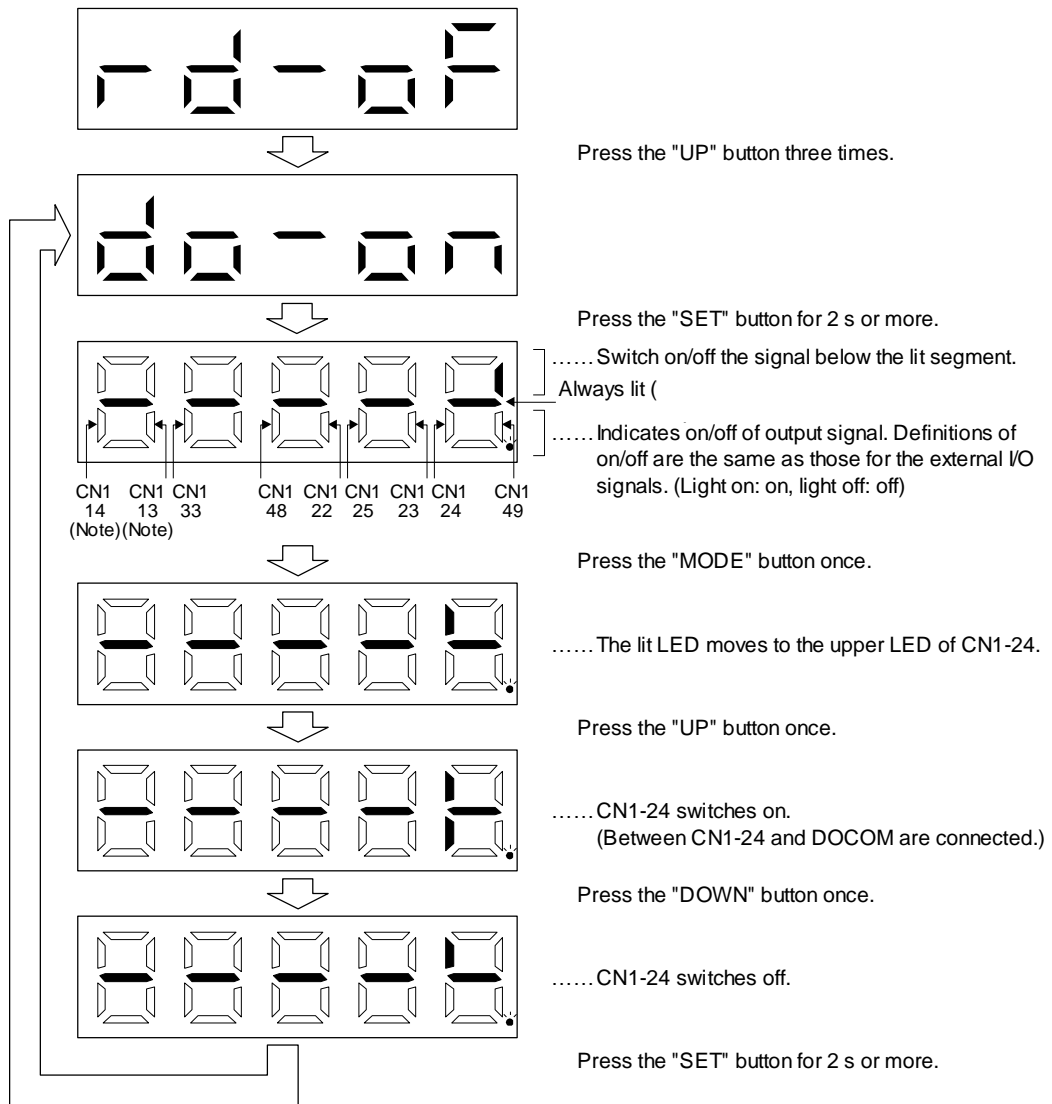 rd-oF
Press the "UP" button three times.
do-on
Press the "SET" button for 2 s or more.
……Switch on/off the signal below the lit segment.
Always lit (
……Indicates on/off of output signal. Definitions of
on/off are the same as those for the external I/O
signals. (Light on: on, light off: off)
CN1 CN1 CN1 CN1 CN1 CN1 CN1 CN1 CN1
14 13 33 48 22 25 23 24 49
(Note)(Note)
Press the "MODE" button once.
……The lit LED moves to the upper LED of CN1-24.
Press the "UP" button once.
……CN1-24 switches on.
(Between CN1-24 and DOCOM are connected.)
Press the "DOWN" button once.
……CN1-24 switches off.
Press the "SET" button for 2 s or more.